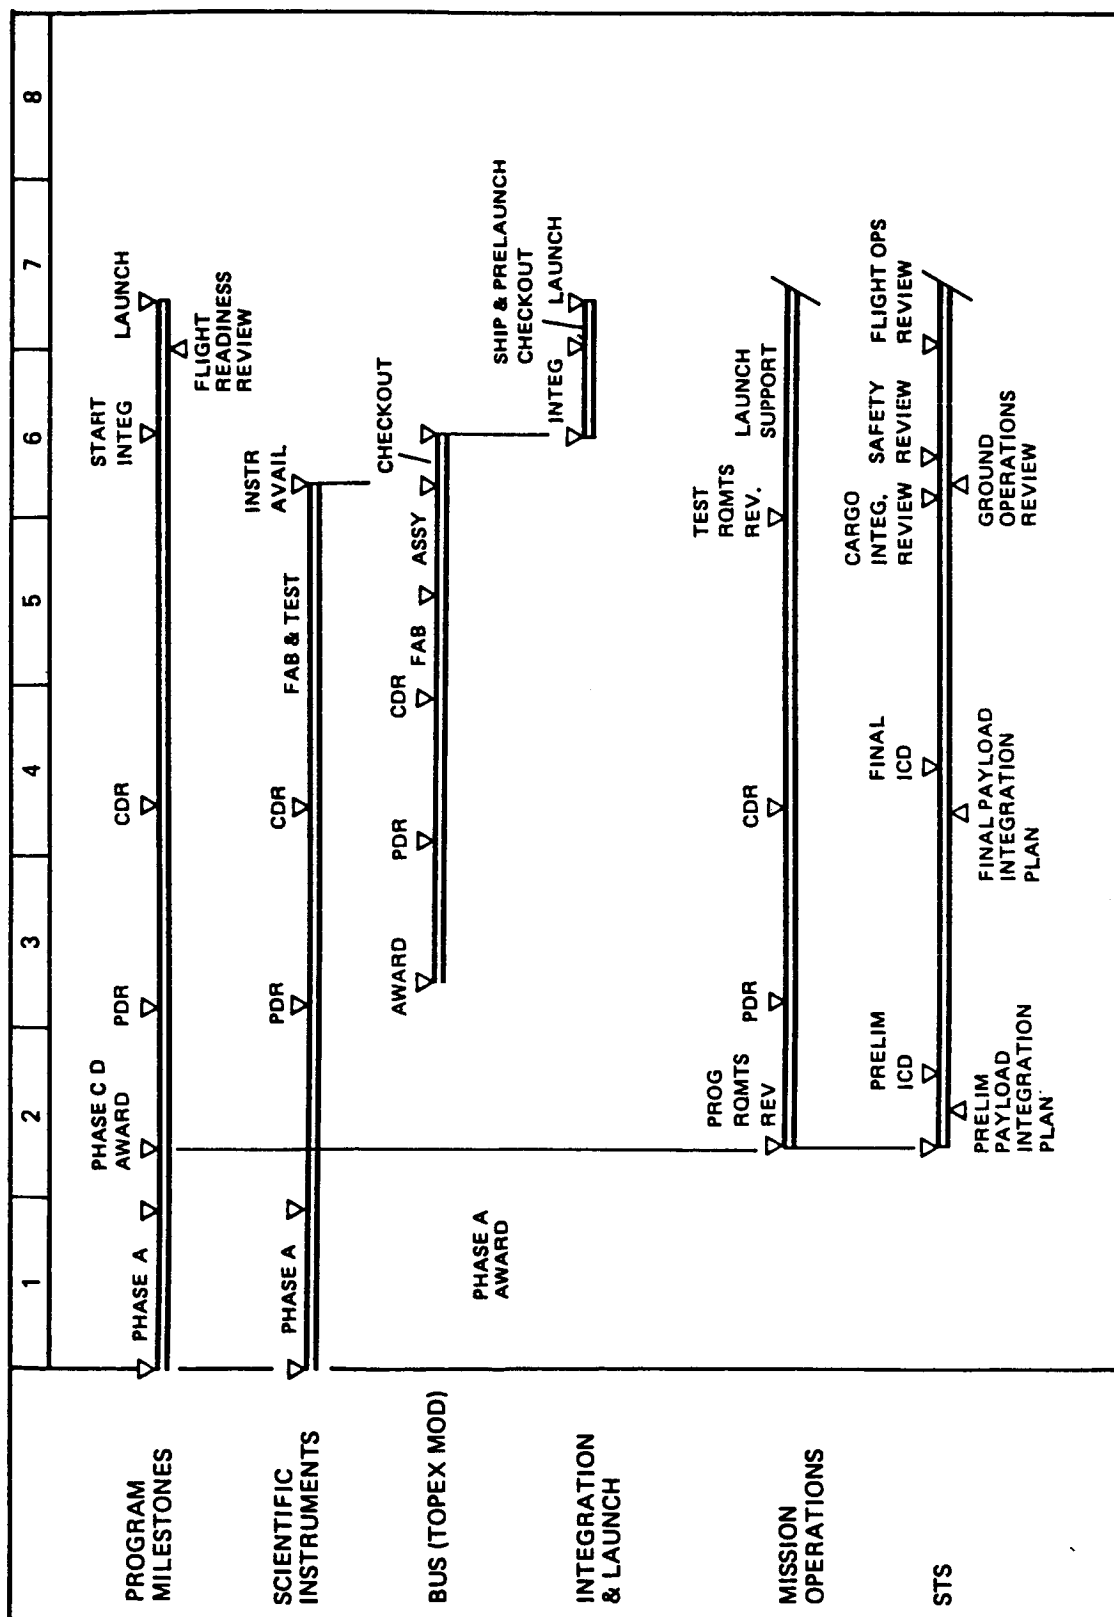 1 2 3 4 5 6 7 8
PROGRAM
MILESTONES
PHASE A
PHASE C D
AWARD
PDR
CDR
START
INTEG
LAUNCH
FLIGHT
READINESS
REVIEW
SCIENTIFIC
INSTRUMENTS
PHASE A
PDR
CDR
FAB & TEST
INSTR
AVAIL
BUS (TOPEX MOD)
PHASE A
AWARD
AWARD
PDR
CDR
FAB
ASSY
CHECKOUT
INTEGRATION
& LAUNCH
INTEG
SHIP & PRELAUNCH
CHECKOUT
LAUNCH
MISSION
OPERATIONS
PROG
RQMTS
REV
PDR
CDR
TEST
RQMTS
REV.
LAUNCH
SUPPORT
STS
PRELIM
ICD
PRELIM
PAYLOAD
INTEGRATION
PLAN
FINAL
ICD
FINAL PAYLOAD
INTEGRATION
PLAN
CARGO
INTEG.
REVIEW
SAFETY
REVIEW
GROUND
OPERATIONS
REVIEW
FLIGHT OPS
REVIEW